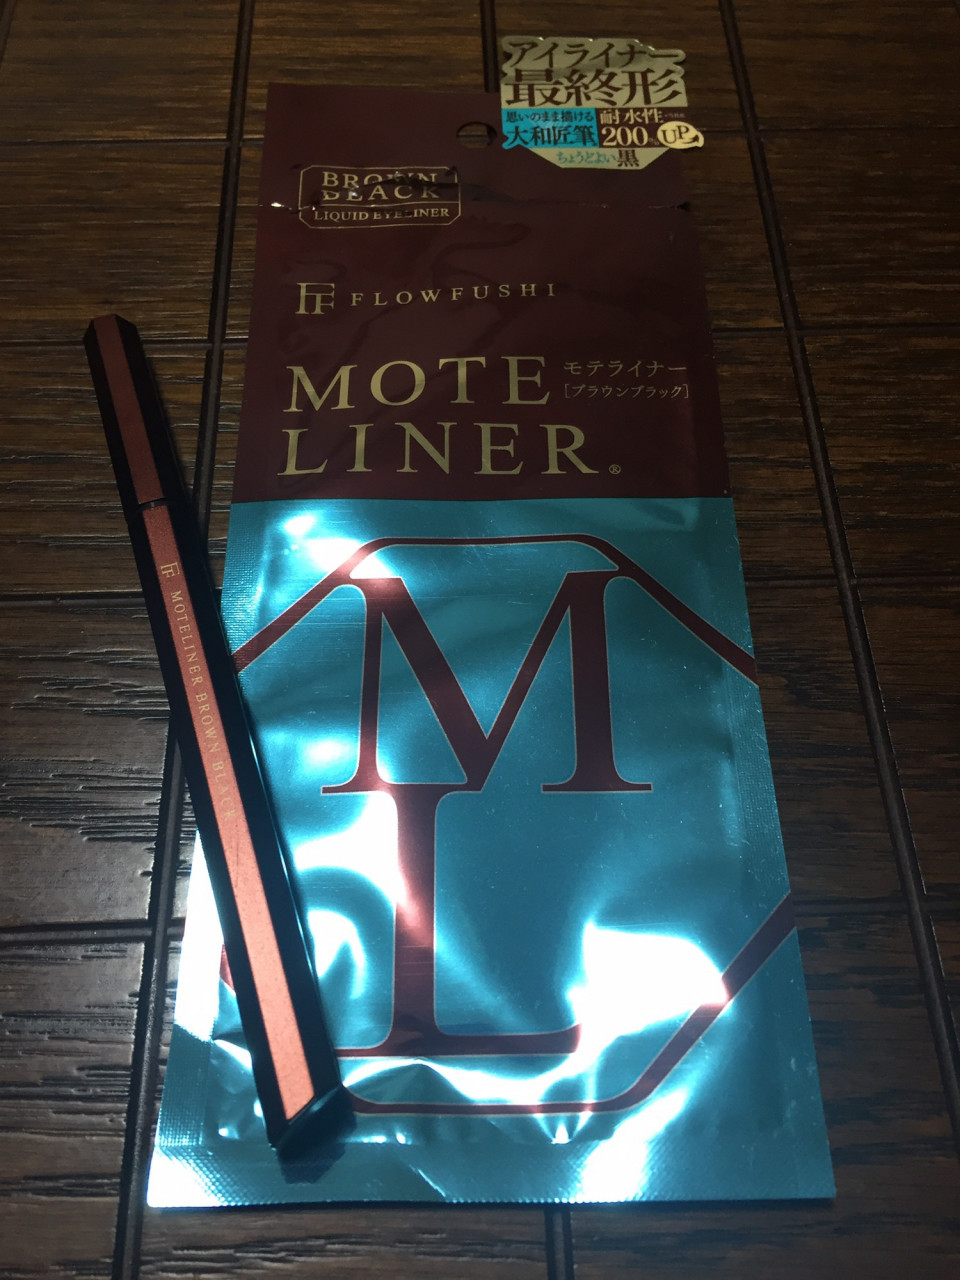 アイライナー
最終形
思いのまま描ける
大和匠筆
耐水性
200% UP
ちょうどよい黒
BROWN
BLACK
LIQUID EYELINER
FF FLOWFUSHI
MOTE
LINER®
モテライナー
[ブラウンブラック]
ML
FF MOTELINER BROWN BLACK